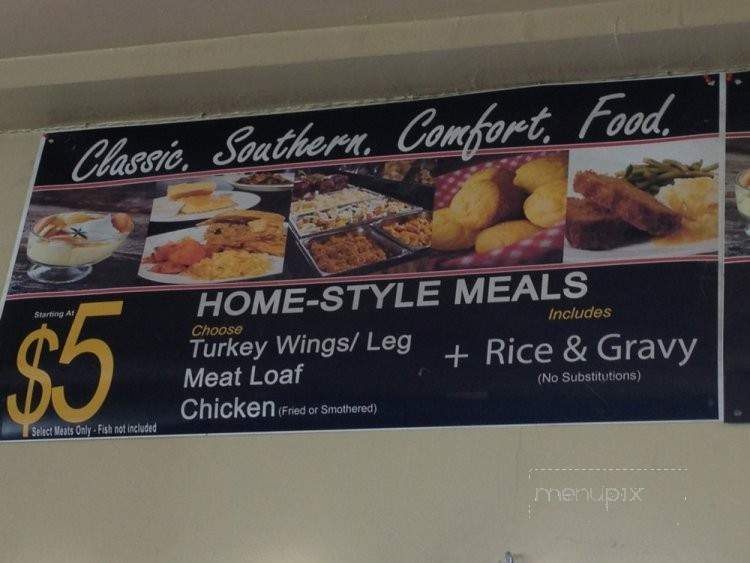 Classic. Southern. Comfort. Food.
HOME-STYLE MEALS
Starting At
$5
Select Meats Only - Fish not included
Choose
Turkey Wings/ Leg
Meat Loaf
Chicken (Fried or Smothered)
Includes
+ Rice & Gravy
(No Substitutions)
menupix